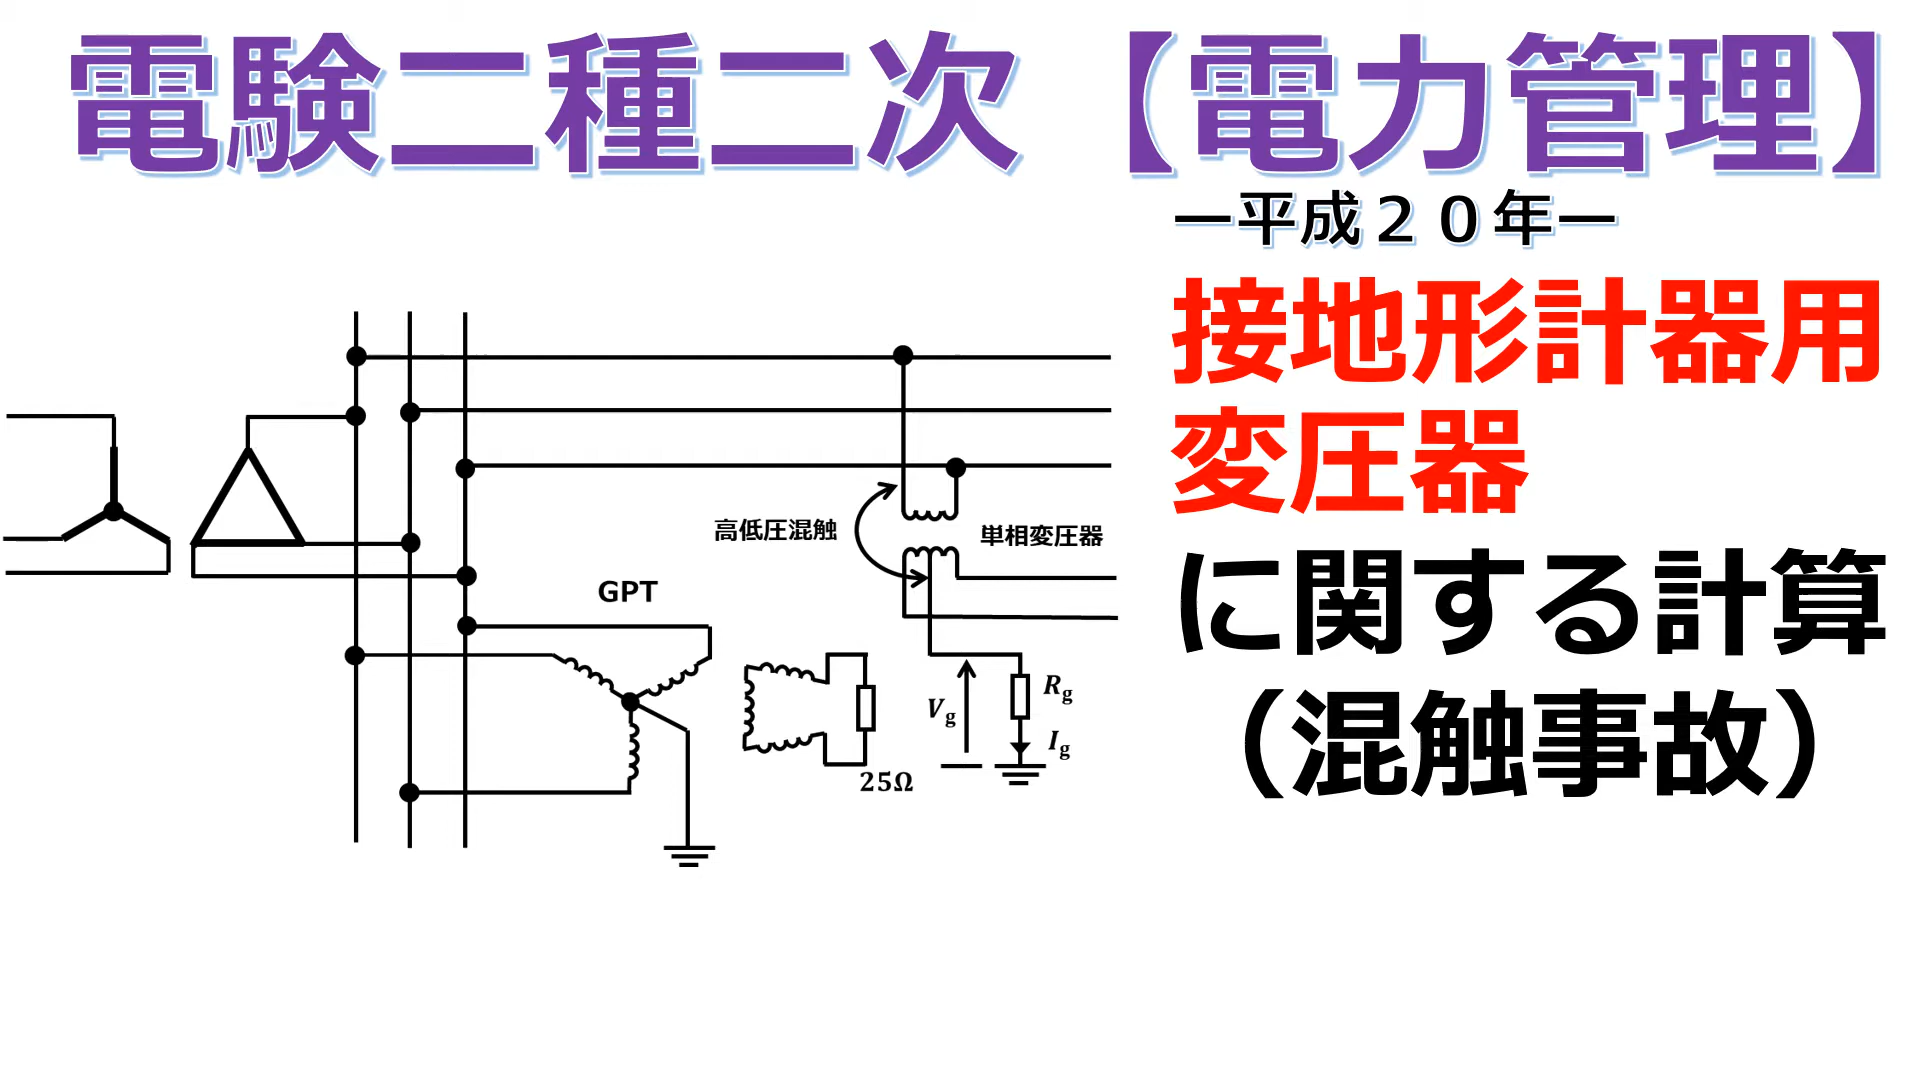 電験二種二次【電力管理】
―平成２０年―
接地形計器用
変圧器
に関する計算
（混触事故）
高低圧混触
単相変圧器
GPT
Vg
Rg
Ig
25Ω